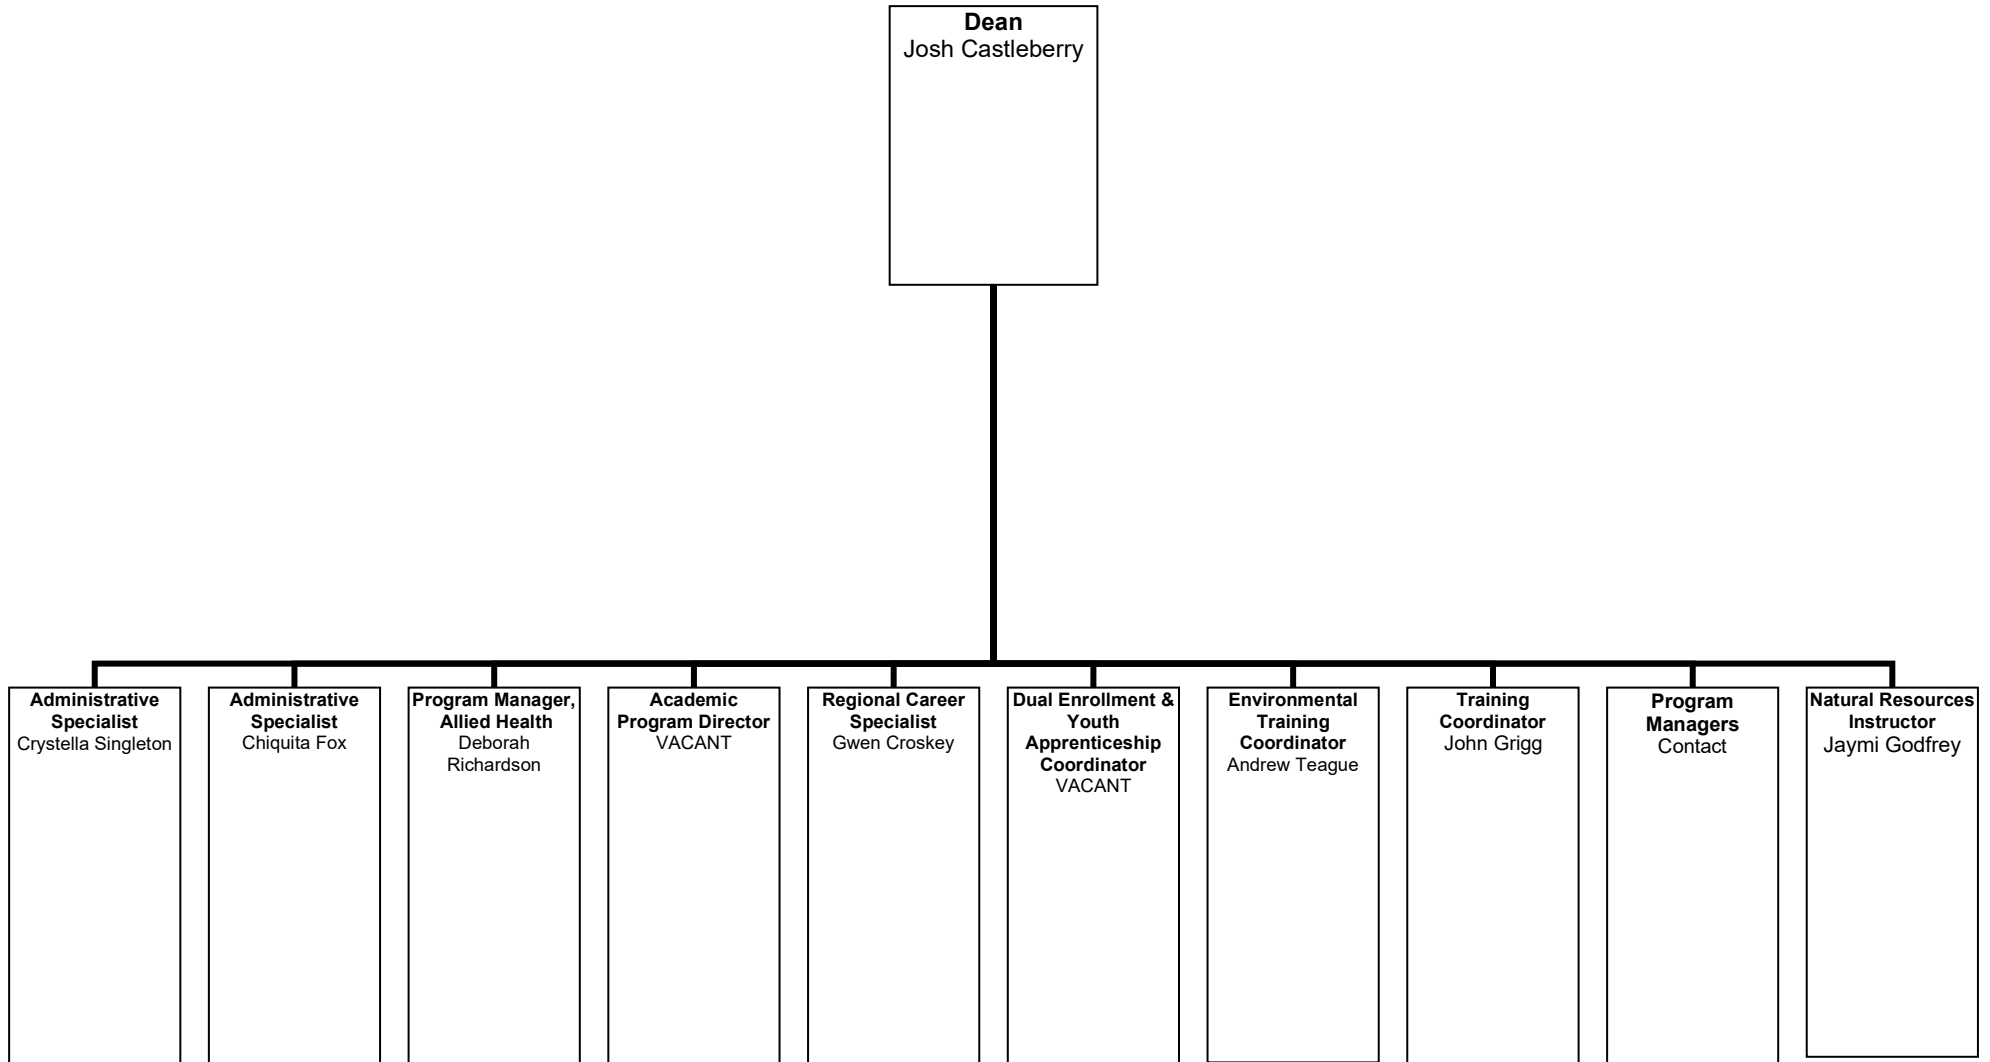 Dean
Josh Castleberry
Administrative
Specialist
Crystella Singleton
Administrative
Specialist
Chiquita Fox
Program Manager,
Allied Health
Deborah
Richardson
Academic
Program Director
VACANT
Regional Career
Specialist
Gwen Croskey
Dual Enrollment &
Youth
Apprenticeship
Coordinator
VACANT
Environmental
Training
Coordinator
Andrew Teague
Training
Coordinator
John Grigg
Program
Managers
Contact
Natural Resources
Instructor
Jaymi Godfrey